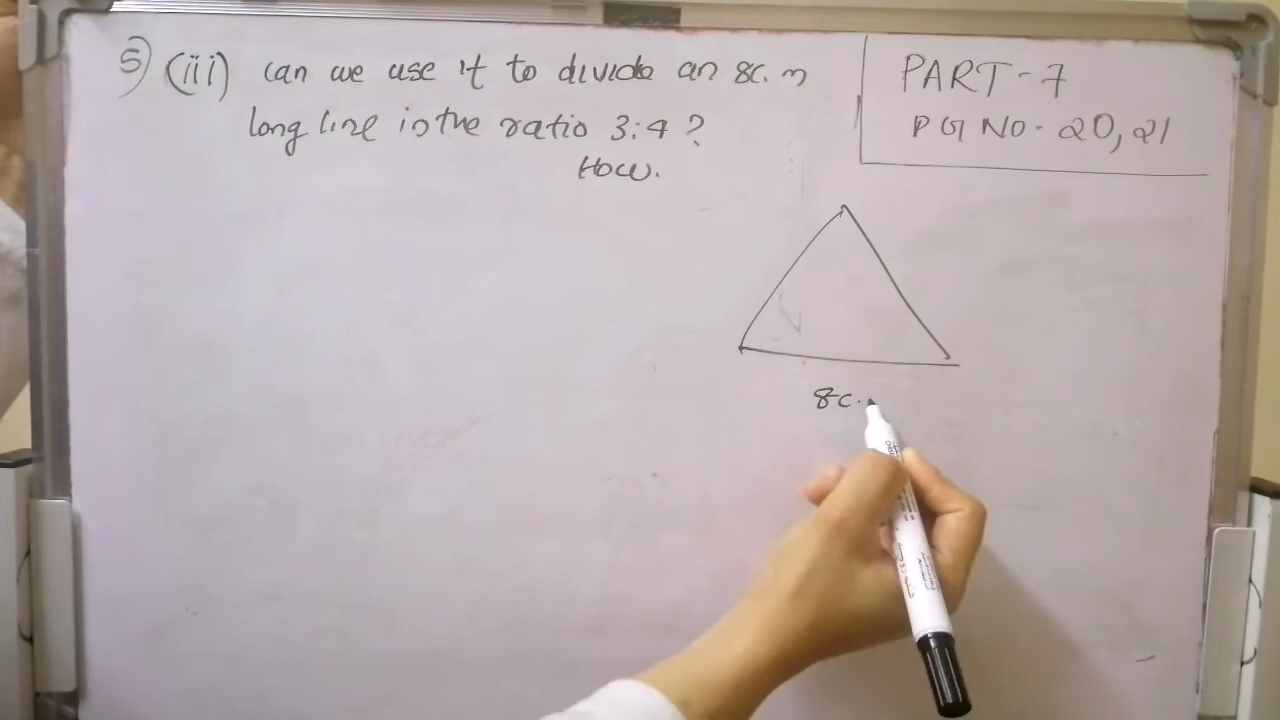 5) (iii) can we use it to divide an 8c.m
long line in the ratio 3:4 ?
How.
PART-7
PG NO- 20, 21
8c.